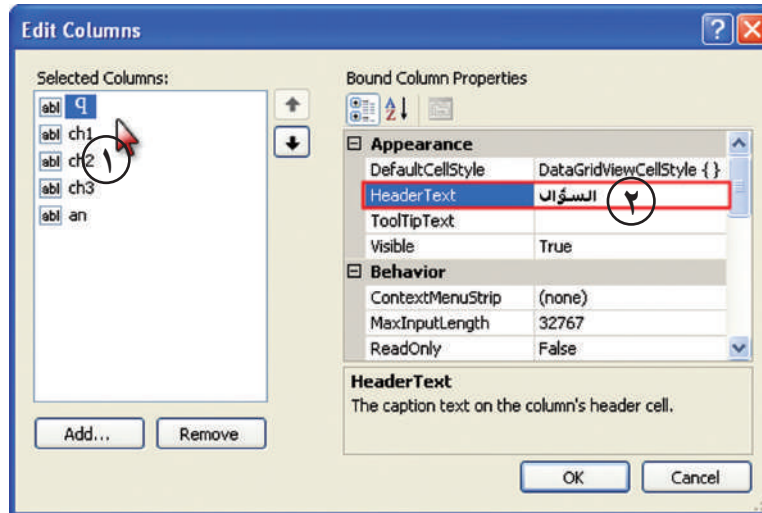 Edit Columns
Selected Columns:
q
ch1
ch2
ch3
an
١
Add...
Remove
Bound Column Properties
Appearance
DefaultCellStyle DataGridViewCellStyle { }
HeaderText السؤال ٢
ToolTipText
Visible True
Behavior
ContextMenuStrip (none)
MaxInputLength 32767
ReadOnly False
HeaderText
The caption text on the column's header cell.
OK
Cancel